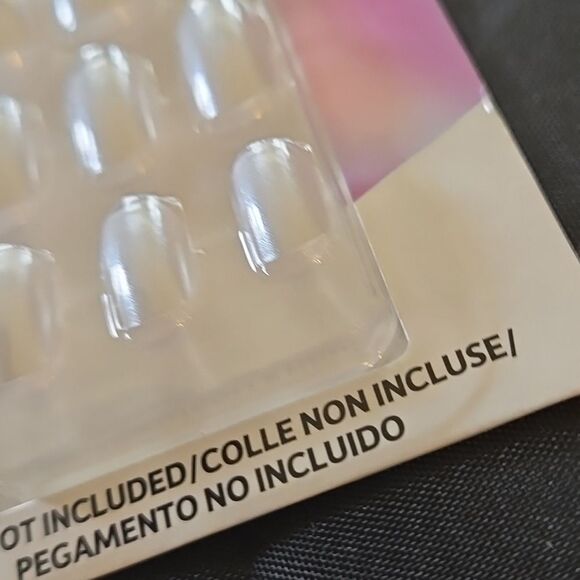 OT INCLUDED/COLLE NON INCLUSE/
PEGAMENTO NO INCLUIDO